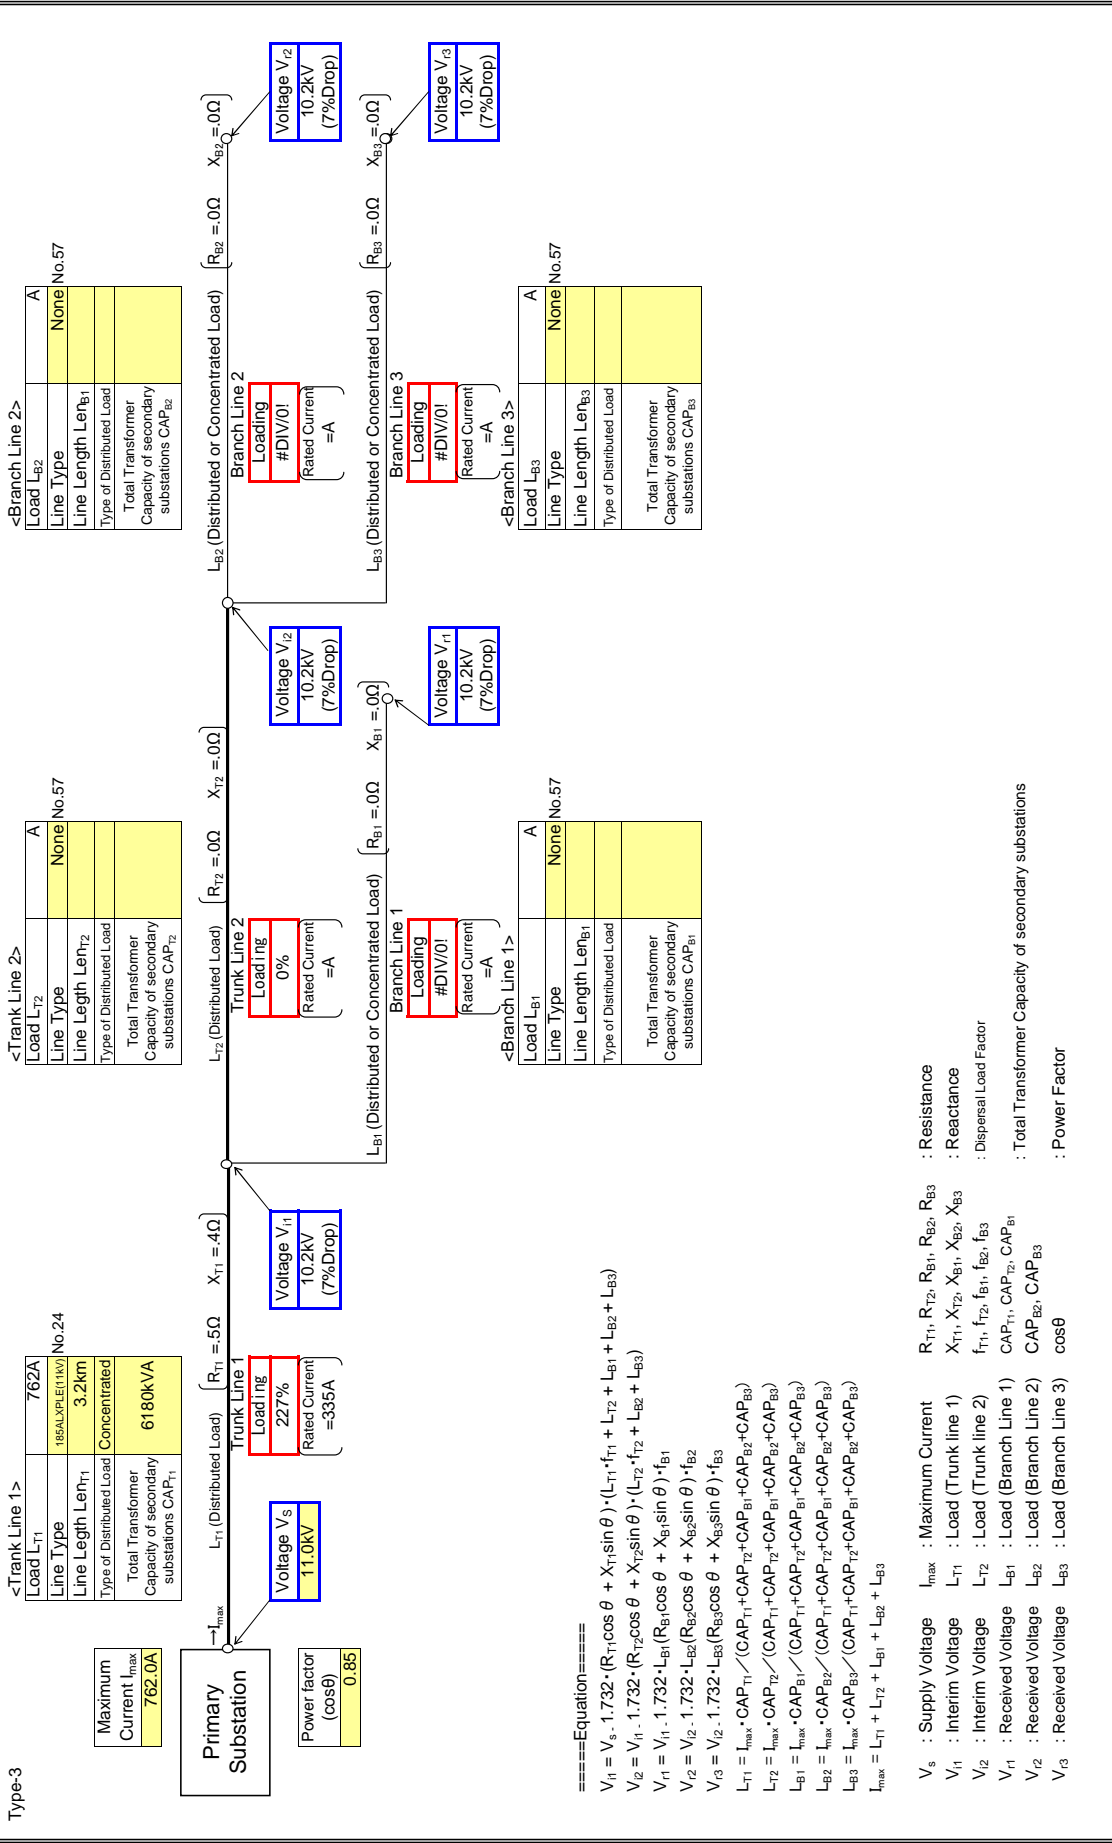 Type-3
Maximum
Current Imax
762.0A
Primary
Substation
Power factor
(cosθ)
0.85
→Imax
Voltage VS
11.0kV
<Trank Line 1>
Load LT1 762A
Line Type 185ALXPLE(11kV) No.24
Line Legth LenT1 3.2km
Type of Distributed Load Concentrated
Total Transformer
Capacity of secondary
substations CAPT1
6180kVA
LT1 (Distributed Load) RT1 =.5Ω XT1 =.4Ω
Trunk Line 1
Loading
227%
Rated Current
=335A
Voltage Vi1
10.2kV
(7%Drop)
<Trank Line 2>
Load LT2 A
Line Type None No.57
Line Length LenT2
Type of Distributed Load
Total Transformer
Capacity of secondary
substations CAPT2
LT2 (Distributed Load) RT2 =.0Ω XT2 =.0Ω
Trunk Line 2
Loading
0%
Rated Current
=A
Voltage Vi2
10.2kV
(7%Drop)
LB1 (Distributed or Concentrated Load) RB1 =.0Ω XB1 =.0Ω
Branch Line 1
Loading
#DIV/0!
Rated Current
=A
Voltage Vr1
10.2kV
(7%Drop)
<Branch Line 1>
Load LB1 A
Line Type None No.57
Line Length LenB1
Type of Distributed Load
Total Transformer
Capacity of secondary
substations CAPB1
<Branch Line 2>
Load LB2 A
Line Type None No.57
Line Length LenB1
Type of Distributed Load
Total Transformer
Capacity of secondary
substations CAPB2
LB2 (Distributed or Concentrated Load) RB2 =.0Ω XB2 =.0Ω
Branch Line 2
Loading
#DIV/0!
Rated Current
=A
Voltage Vr2
10.2kV
(7%Drop)
LB3 (Distributed or Concentrated Load) RB3 =.0Ω XB3 =.0Ω
Branch Line 3
Loading
#DIV/0!
Rated Current
=A
Voltage Vr3
10.2kV
(7%Drop)
<Branch Line 3>
Load LB3 A
Line Type None No.57
Line Length LenB3
Type of Distributed Load
Total Transformer
Capacity of secondary
substations CAPB3
=====Equation=====
Vi1 = Vs - 1.732・(RT1cos θ + XT1sin θ)・(LT1・fT1 + LT2 + LB1 + LB2 + LB3)
Vi2 = Vi1 - 1.732・(RT2cos θ + XT2sin θ)・(LT2・fT2 + LB2 + LB3)
Vr1 = Vi1 - 1.732・LB1(RB1cos θ + XB1sin θ)・fB1
Vr2 = Vi2 - 1.732・LB2(RB2cos θ + XB2sin θ)・fB2
Vr3 = Vi2 - 1.732・LB3(RB3cos θ + XB3sin θ)・fB3
LT1 = Imax・CAPT1／(CAPT1+CAPT2+CAPB1+CAPB2+CAPB3)
LT2 = Imax・CAPT2／(CAPT1+CAPT2+CAPB1+CAPB2+CAPB3)
LB1 = Imax・CAPB1／(CAPT1+CAPT2+CAPB1+CAPB2+CAPB3)
LB2 = Imax・CAPB2／(CAPT1+CAPT2+CAPB1+CAPB2+CAPB3)
LB3 = Imax・CAPB3／(CAPT1+CAPT2+CAPB1+CAPB2+CAPB3)
Imax = LT1 + LT2 + LB1 + LB2 + LB3
Vs : Supply Voltage Imax : Maximum Current RT1, RT2, RB1, RB2, RB3 : Resistance
Vi1 : Interim Voltage LT1 : Load (Trunk line 1) XT1, XT2, XB1, XB2, XB3 : Reactance
Vi2 : Interim Voltage LT2 : Load (Trunk line 2) fT1, fT2, fB1, fB2, fB3 : Dispersal Load Factor
Vr1 : Received Voltage LB1 : Load (Branch Line 1) CAPT1, CAPT2, CAPB1 : Total Transformer Capacity of secondary substations
Vr2 : Received Voltage LB2 : Load (Branch Line 2) CAPB2, CAPB3
Vr3 : Received Voltage LB3 : Load (Branch Line 3) cosθ : Power Factor